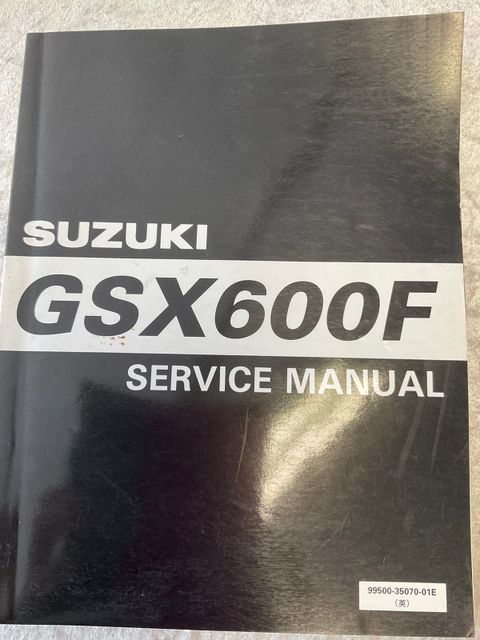 SUZUKI
GSX600F
SERVICE MANUAL
99500-35070-01E
(英)